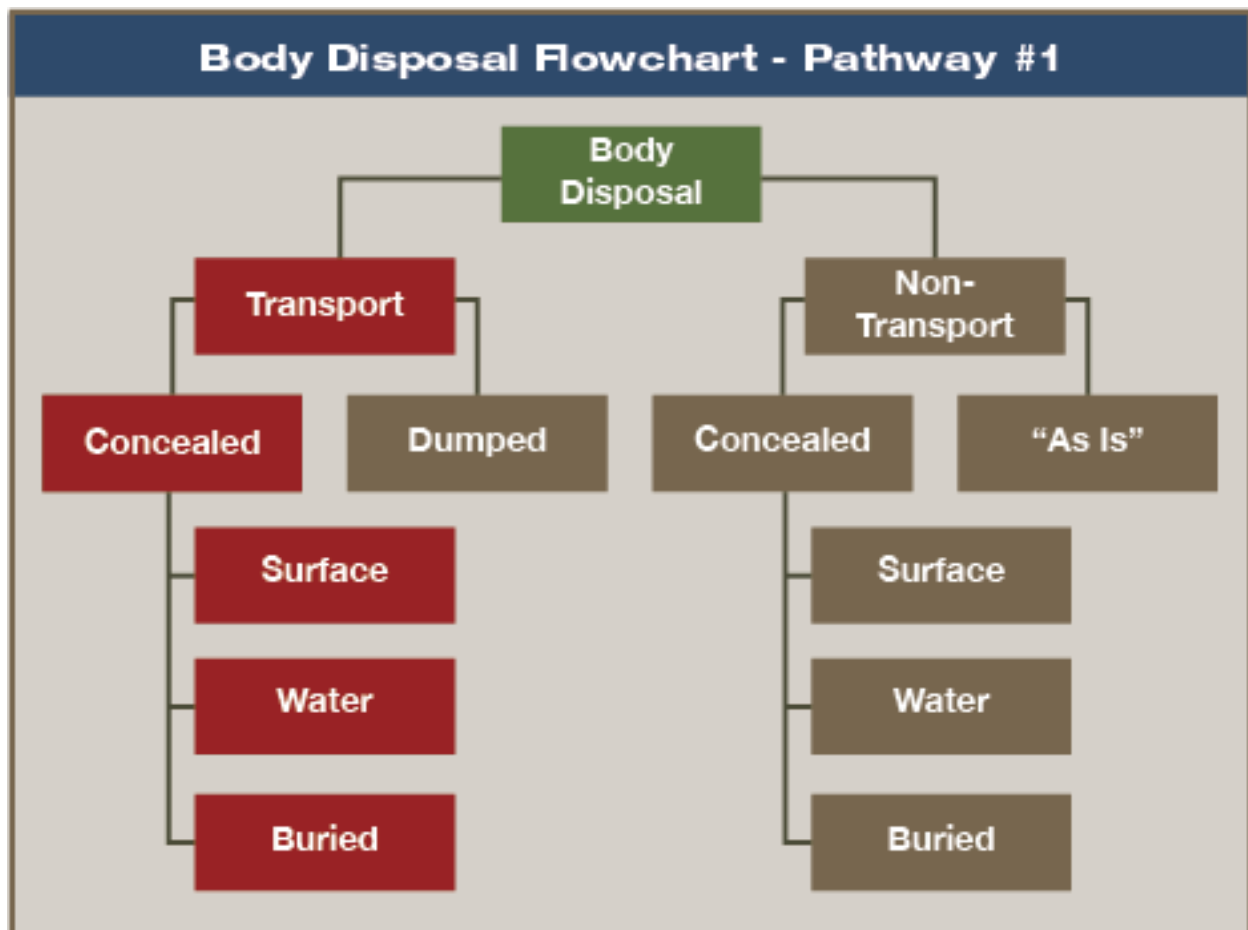 Body Disposal Flowchart - Pathway #1
Body
Disposal
Transport
Non-
Transport
Concealed
Dumped
Concealed
“As Is”
Surface
Surface
Water
Water
Buried
Buried